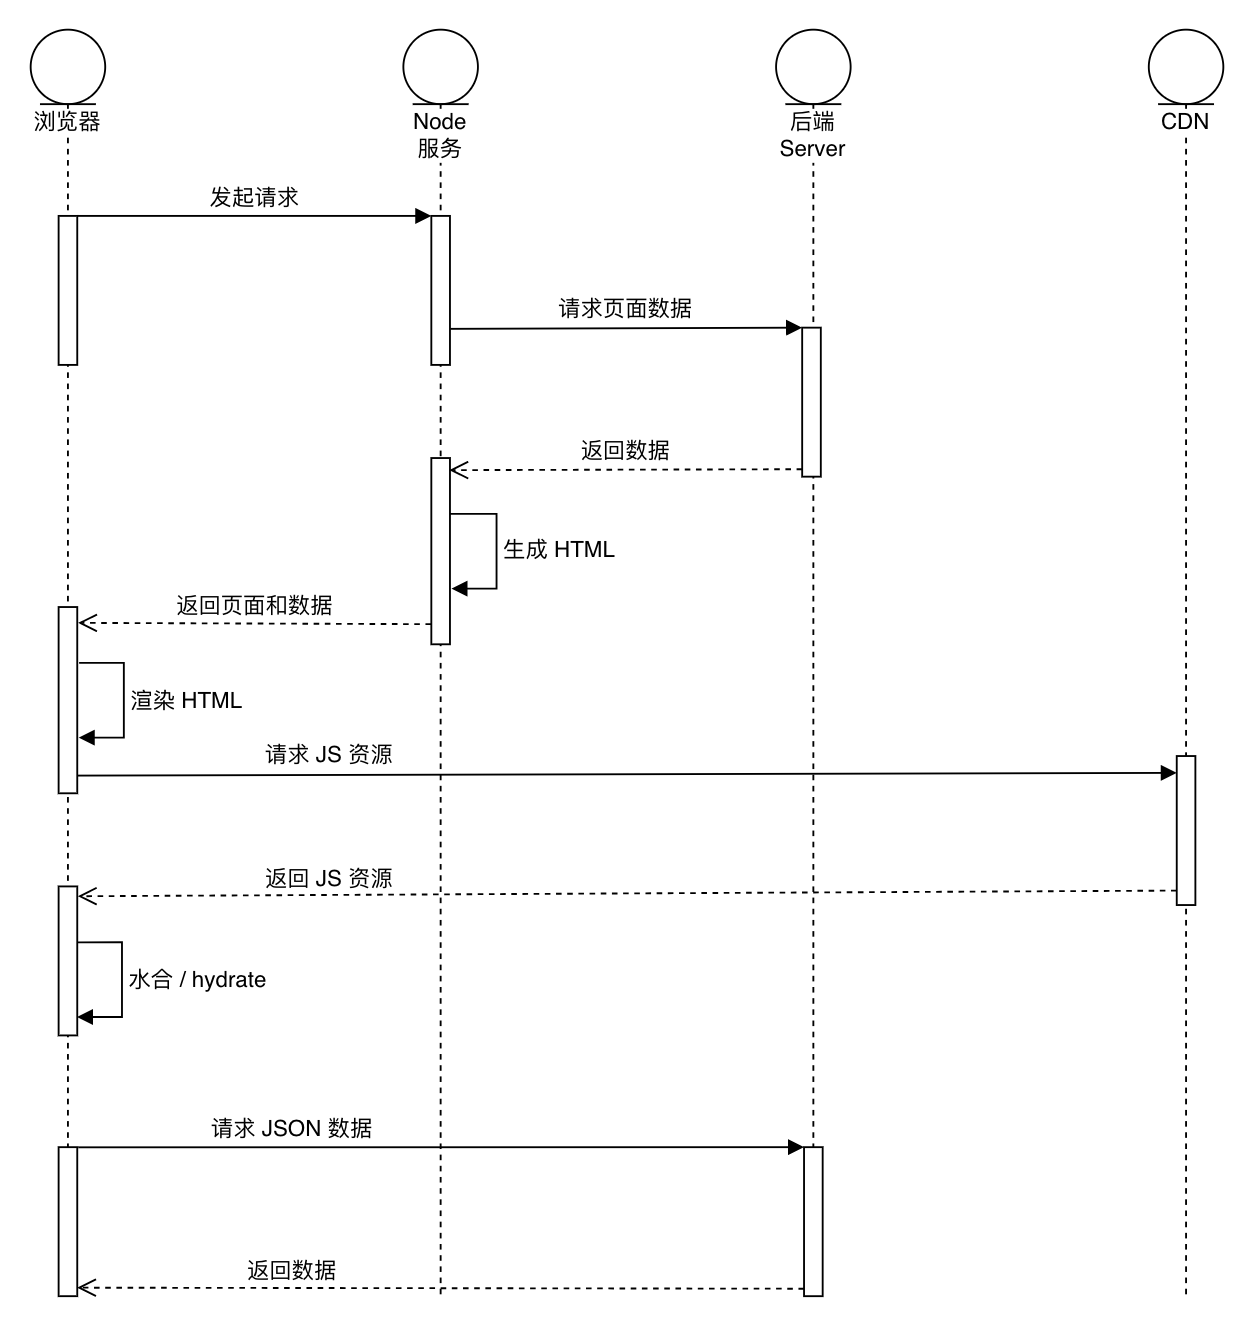 浏览器
Node
服务
后端
Server
CDN
发起请求
请求页面数据
返回数据
生成 HTML
返回页面和数据
渲染 HTML
请求 JS 资源
返回 JS 资源
水合 / hydrate
请求 JSON 数据
返回数据